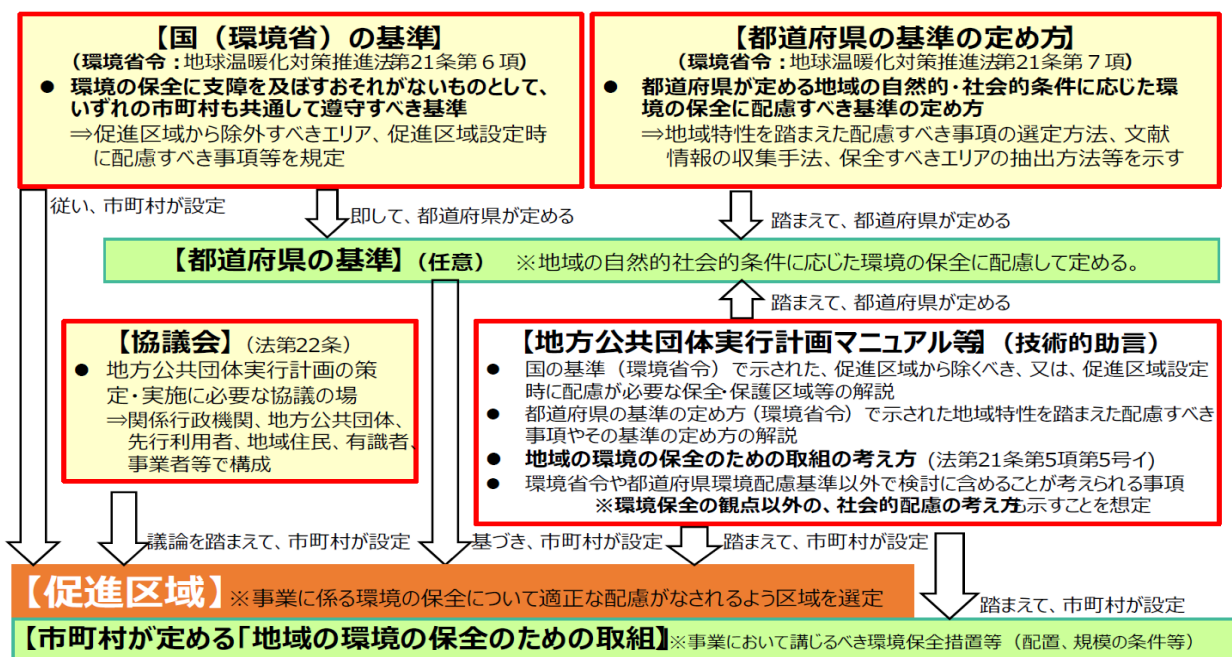 【国（環境省）の基準】
（環境省令：地球温暖化対策推進法第21条第６項）
● 環境の保全に支障を及ぼすおそれがないものとして、
いずれの市町村も共通して遵守すべき基準
⇒促進区域から除外すべきエリア、促進区域設定時
に配慮すべき事項等を規定
【都道府県の基準の定め方】
（環境省令：地球温暖化対策推進法第21条第７項）
● 都道府県が定める地域の自然的・社会的条件に応じた環
境の保全に配慮すべき基準の定め方
⇒地域特性を踏まえた配慮すべき事項の選定方法、文献
情報の収集手法、保全すべきエリアの抽出方法等を示す
従い、市町村が設定
即して、都道府県が定める
踏まえて、都道府県が定める
【都道府県の基準】（任意） ※地域の自然的社会的条件に応じた環境の保全に配慮して定める。
踏まえて、都道府県が定める
【協議会】（法第22条）
● 地方公共団体実行計画の策
定・実施に必要な協議の場
⇒関係行政機関、地方公共団体、
先行利用者、地域住民、有識者、
事業者等で構成
【地方公共団体実行計画マニュアル等】（技術的助言）
● 国の基準（環境省令）で示された、促進区域から除くべき、又は、促進区域設定
時に配慮が必要な保全・保護区域等の解説
● 都道府県の基準の定め方（環境省令）で示された地域特性を踏まえた配慮すべき
事項やその基準の定め方の解説
● 地域の環境の保全のための取組の考え方 (法第21条第5項第5号イ)
● 環境省令や都道府県環境配慮基準以外で検討に含めることが考えられる事項
※環境保全の観点以外の、社会的配慮の考え方も示すことを想定
議論を踏まえて、市町村が設定
基づき、市町村が設定
踏まえて、市町村が設定
踏まえて、市町村が設定
【促進区域】※事業に係る環境の保全について適正な配慮がなされるよう区域を選定
【市町村が定める「地域の環境の保全のための取組】※事業において講じるべき環境保全措置等（配置、規模の条件等）